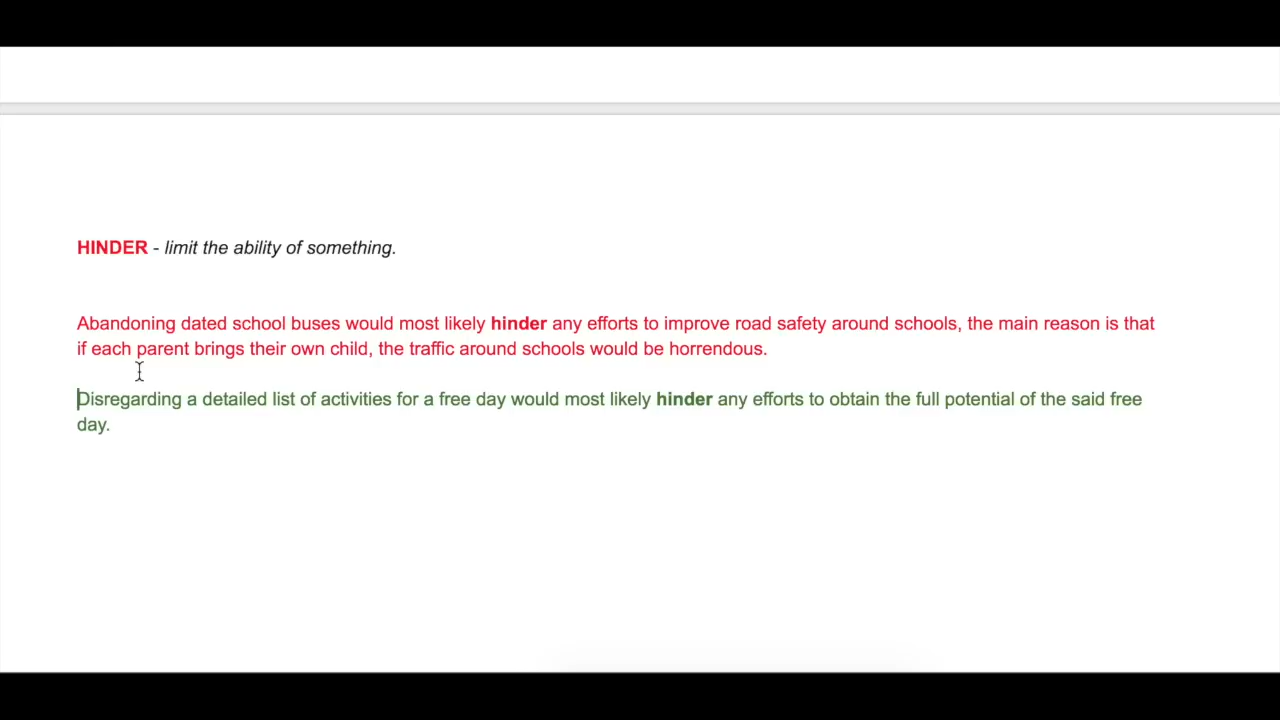 HINDER - limit the ability of something.
Abandoning dated school buses would most likely hinder any efforts to improve road safety around schools, the main reason is that
if each parent brings their own child, the traffic around schools would be horrendous.
Disregarding a detailed list of activities for a free day would most likely hinder any efforts to obtain the full potential of the said free
day.